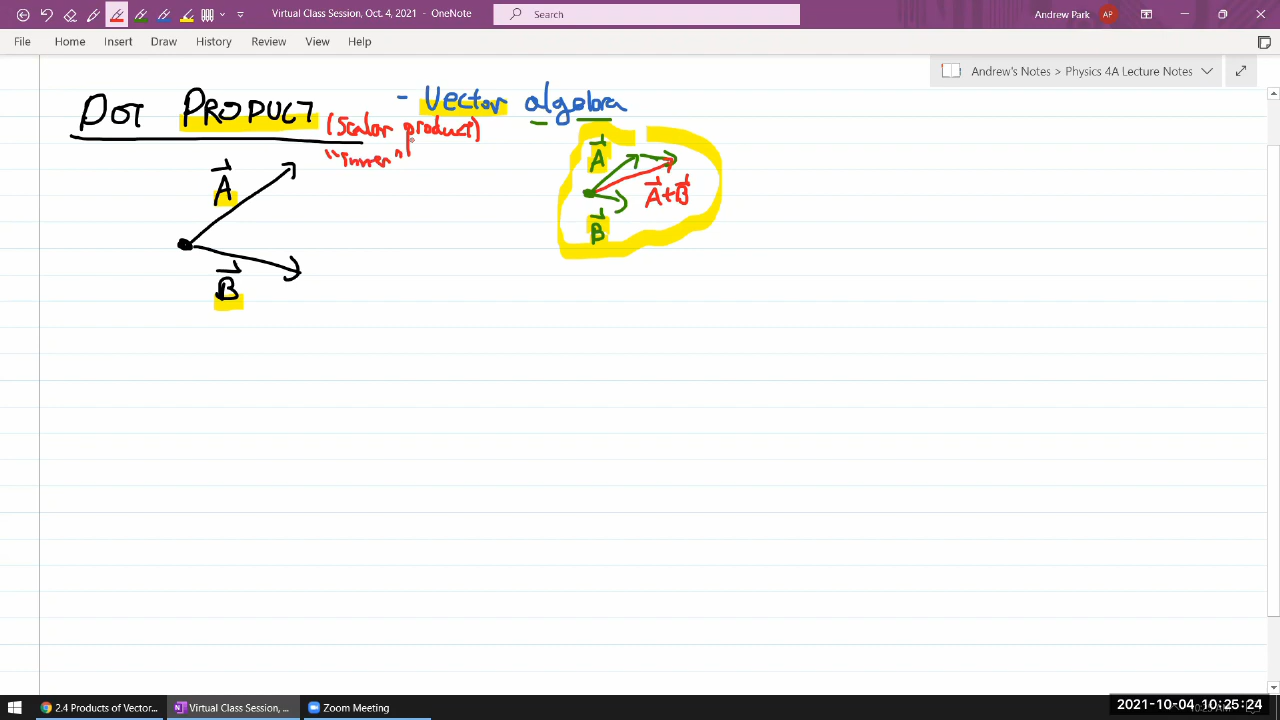 Virtual Class Session, Oct. 4, 2021 - OneNote
Search
Andrew Park
AP
File Home Insert Draw History Review View Help
Andrew's Notes > Physics 4A Lecture Notes
DOT PRODUCT
- Vector algebra
(scalar product)
"inner"
A
B
A
A+B
B
2.4 Products of Vector...
Virtual Class Session, ...
Zoom Meeting
2021-10-04 10:25:24